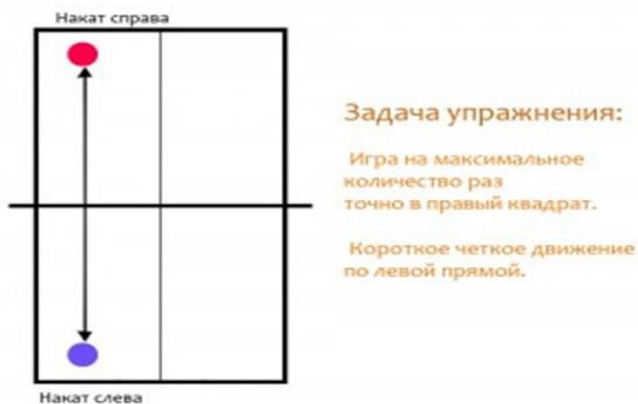 Накат справа
Задача упражнения:
Игра на максимальное
количество раз
точно в правый квадрат.
Короткое четкое движение
по левой прямой.
Накат слева